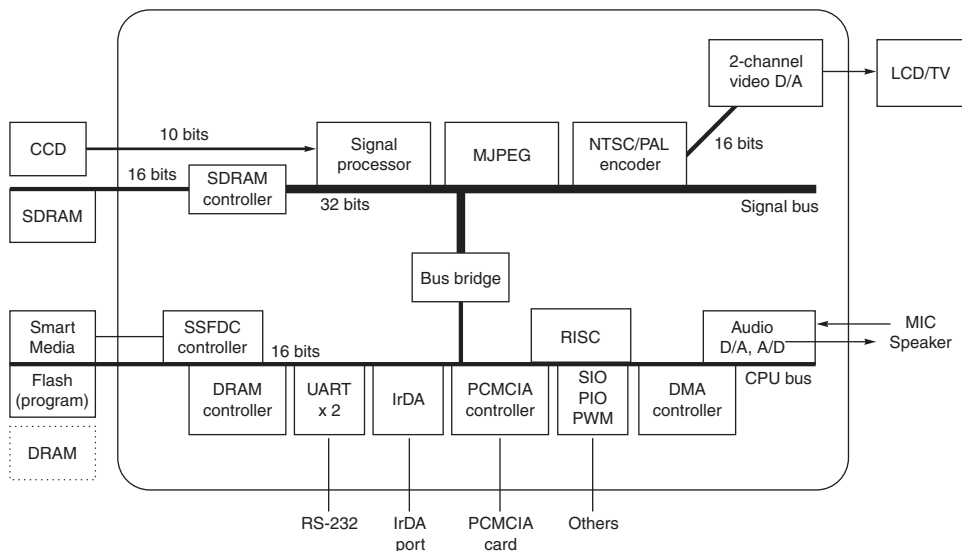 2-channel
video D/A
LCD/TV
CCD
10 bits
Signal
processor
MJPEG
NTSC/PAL
encoder
16 bits
16 bits
SDRAM
controller
32 bits
Signal bus
SDRAM
Bus bridge
Smart
Media
SSFDC
controller
16 bits
RISC
Audio
D/A, A/D
MIC
Speaker
CPU bus
Flash
(program)
DRAM
controller
UART
x 2
IrDA
PCMCIA
controller
SIO
PIO
PWM
DMA
controller
DRAM
RS-232
IrDA
port
PCMCIA
card
Others